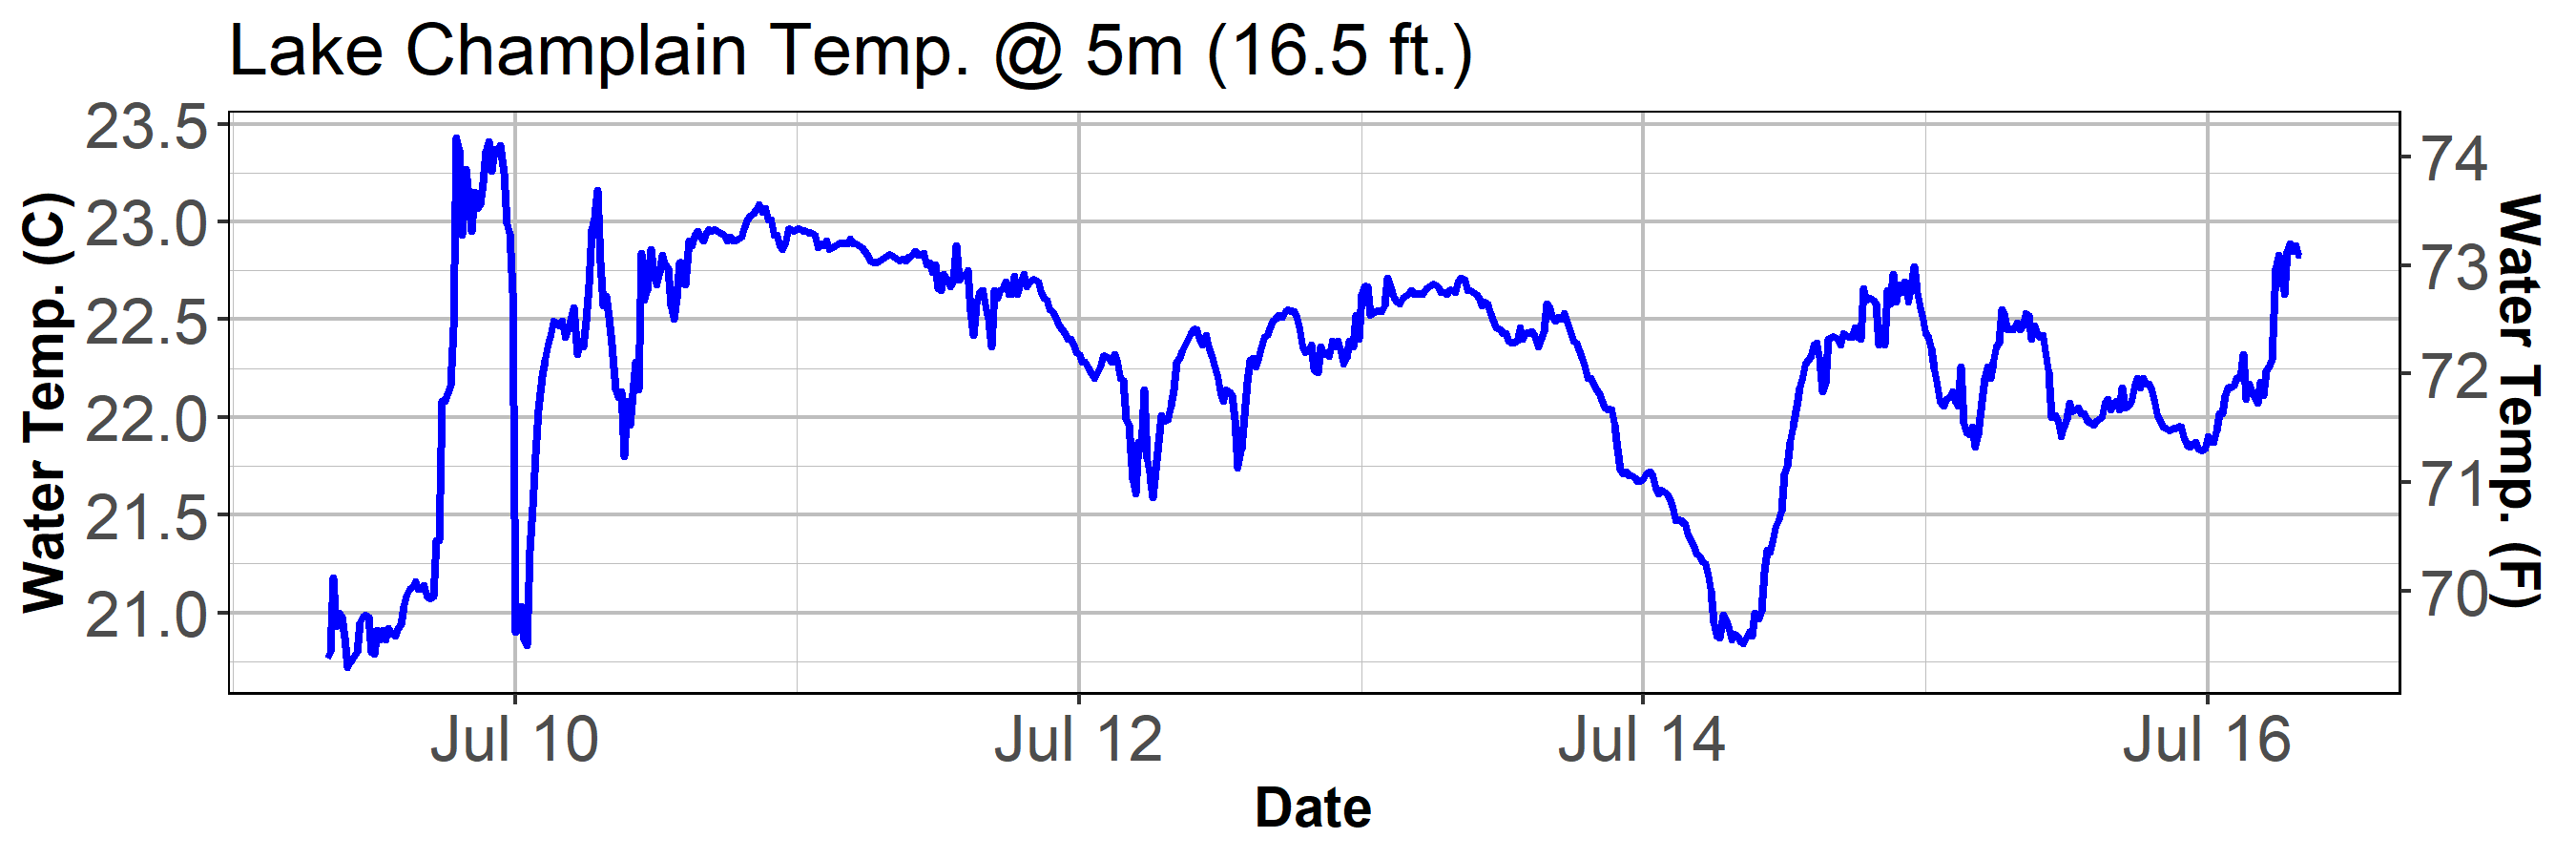 Lake Champlain Temp. @ 5m (16.5 ft.)
Water Temp. (C)
23.5
23.0
22.5
22.0
21.5
21.0
74
73
72
71
70
Water Temp. (F)
Jul 10
Jul 12
Jul 14
Jul 16
Date